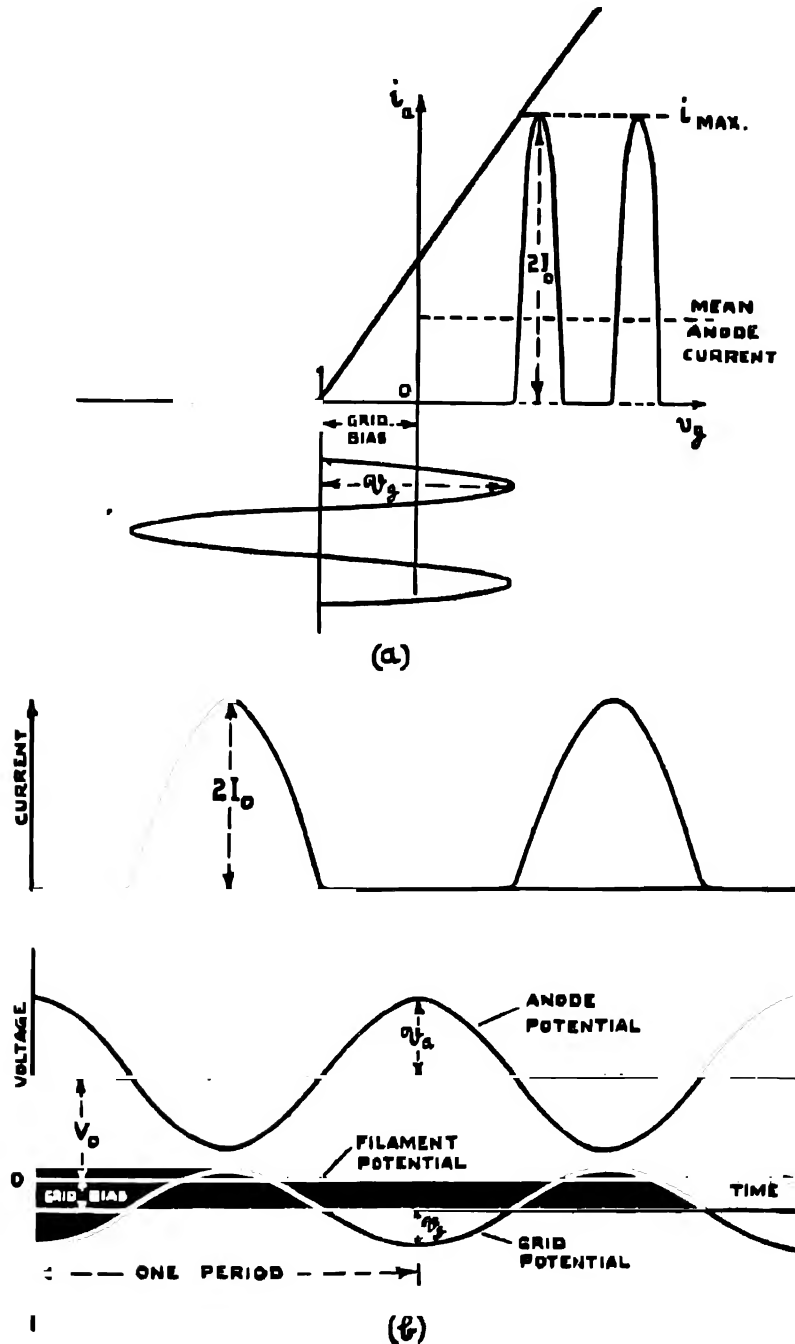 i_a
i MAX.
2I_0
MEAN
ANODE
CURRENT
0
v_g
GRID
BIAS
v_g
(a)
CURRENT
2I_0
VOLTAGE
ANODE
POTENTIAL
v_a
V_0
FILAMENT
POTENTIAL
0
GRID BIAS
TIME
v_g
GRID
POTENTIAL
ONE PERIOD
(b)